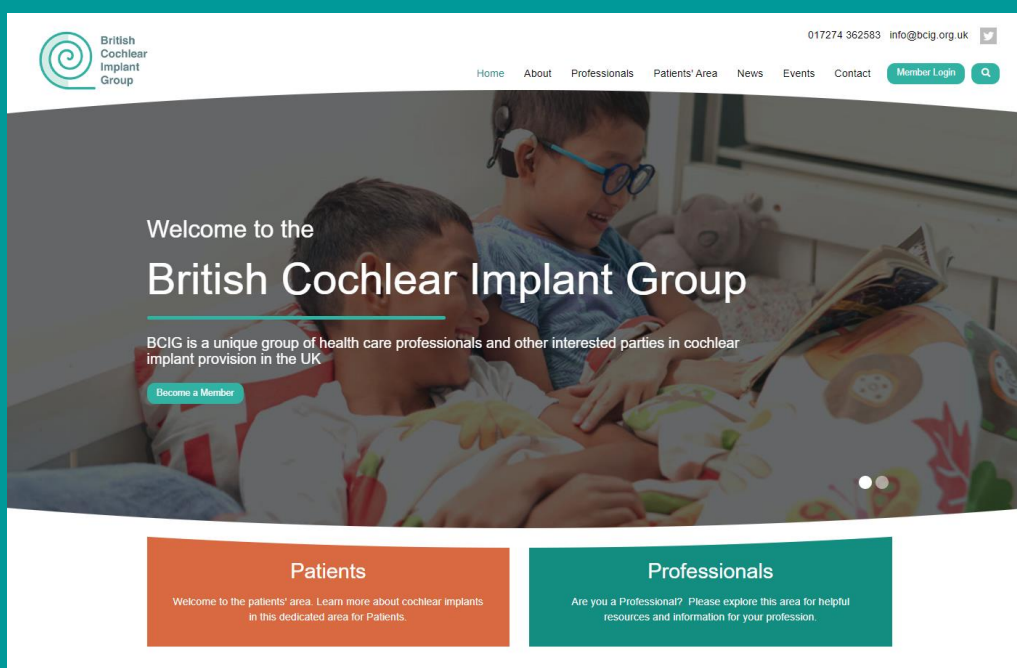 British
Cochlear
Implant
Group
017274 362583 info@bcig.org.uk
Home About Professionals Patients' Area News Events Contact Member Login
Welcome to the
British Cochlear Implant Group
BCIG is a unique group of health care professionals and other interested parties in cochlear
implant provision in the UK
Become a Member
Patients
Welcome to the patients' area. Learn more about cochlear implants
in this dedicated area for Patients.
Professionals
Are you a Professional? Please explore this area for helpful
resources and information for your profession.